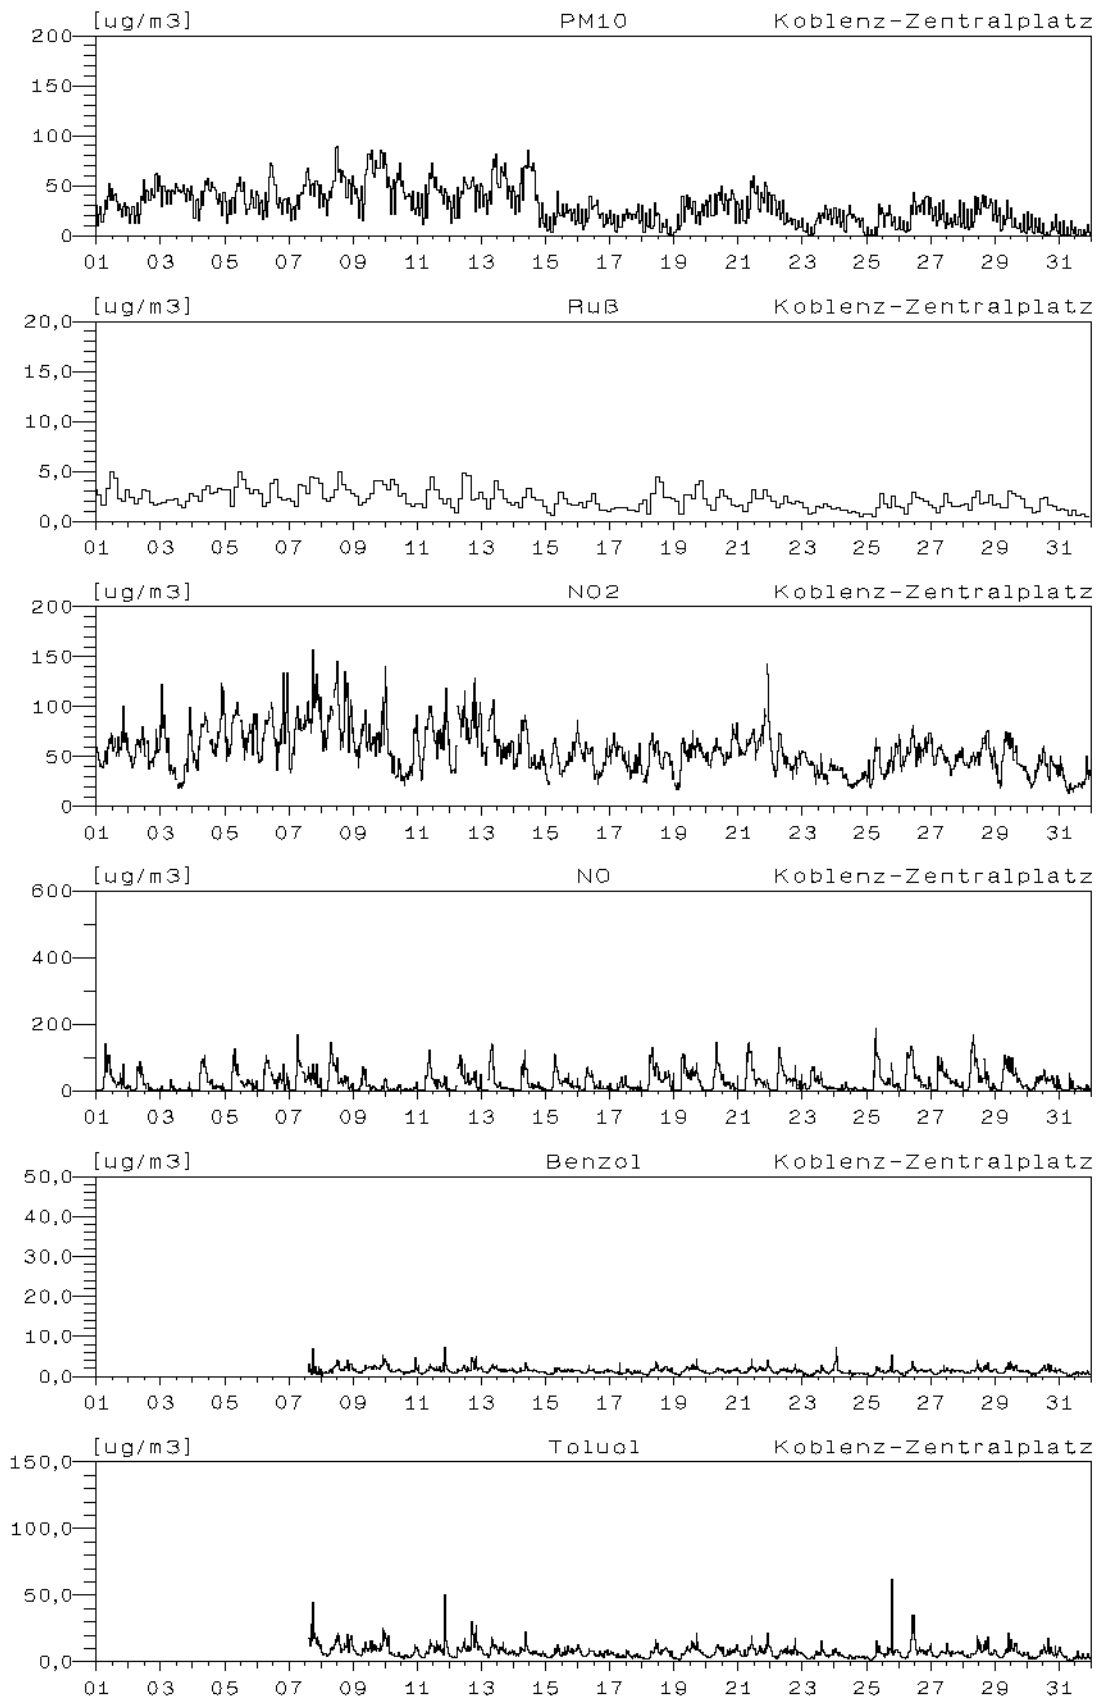 [ug/m3] PM10 Koblenz-Zentralplatz
200
150
100
50
0
01 03 05 07 09 11 13 15 17 19 21 23 25 27 29 31
[ug/m3] Ruß Koblenz-Zentralplatz
20,0
15,0
10,0
5,0
0,0
01 03 05 07 09 11 13 15 17 19 21 23 25 27 29 31
[ug/m3] NO2 Koblenz-Zentralplatz
200
150
100
50
0
01 03 05 07 09 11 13 15 17 19 21 23 25 27 29 31
[ug/m3] NO Koblenz-Zentralplatz
600
400
200
0
01 03 05 07 09 11 13 15 17 19 21 23 25 27 29 31
[ug/m3] Benzol Koblenz-Zentralplatz
50,0
40,0
30,0
20,0
10,0
0,0
01 03 05 07 09 11 13 15 17 19 21 23 25 27 29 31
[ug/m3] Toluol Koblenz-Zentralplatz
150,0
100,0
50,0
0,0
01 03 05 07 09 11 13 15 17 19 21 23 25 27 29 31